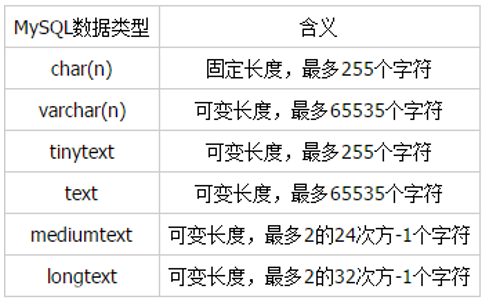 MySQL数据类型 含义
char(n) 固定长度，最多255个字符
varchar(n) 可变长度，最多65535个字符
tinytext 可变长度，最多255个字符
text 可变长度，最多65535个字符
mediumtext 可变长度，最多2的24次方-1个字符
longtext 可变长度，最多2的32次方-1个字符